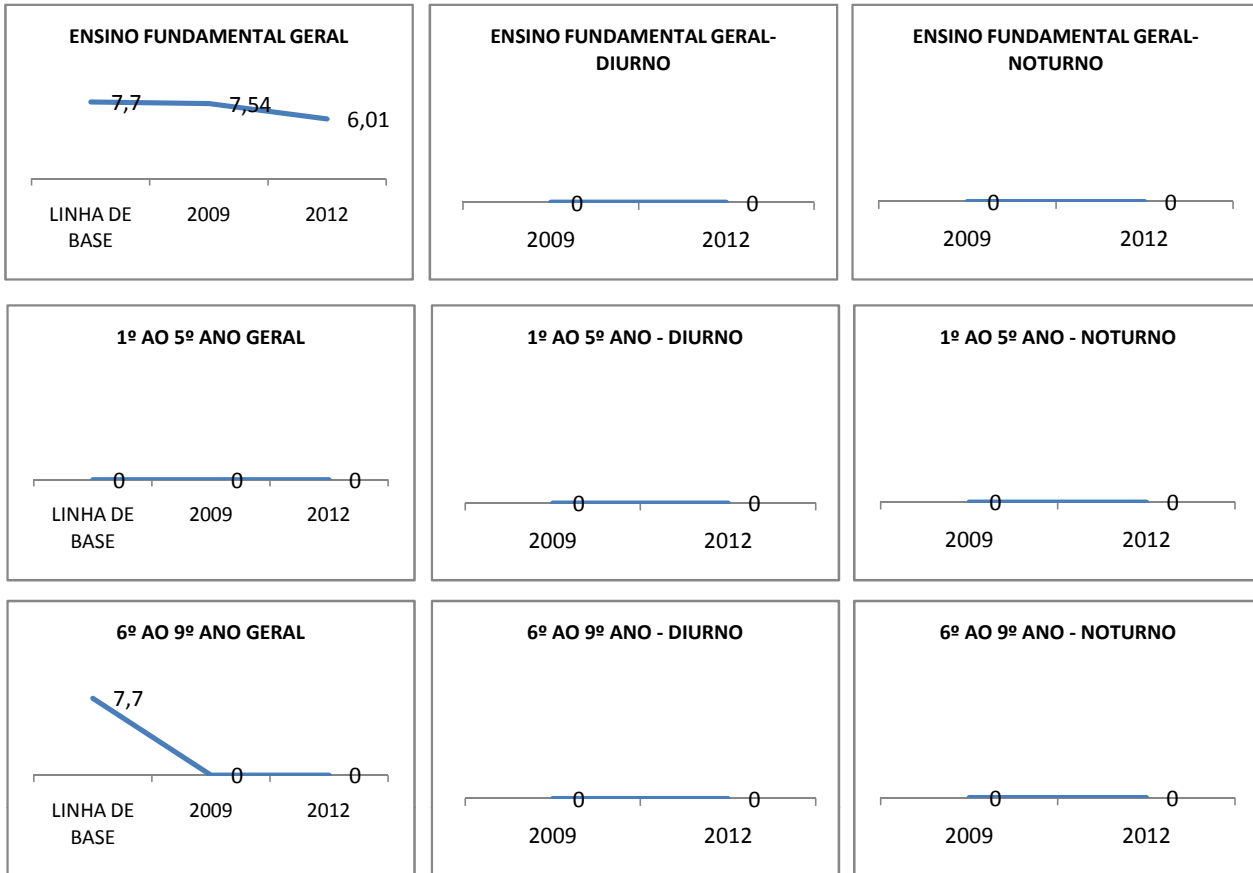 ENSINO FUNDAMENTAL GERAL
7,7
7,54
6,01
LINHA DE
BASE
2009
2012
ENSINO FUNDAMENTAL GERAL-
DIURNO
0
0
2009
2012
ENSINO FUNDAMENTAL GERAL-
NOTURNO
0
0
2009
2012
1º AO 5º ANO GERAL
0
0
0
LINHA DE
BASE
2009
2012
1º AO 5º ANO - DIURNO
0
0
2009
2012
1º AO 5º ANO - NOTURNO
0
0
2009
2012
6º AO 9º ANO GERAL
7,7
0
0
LINHA DE
BASE
2009
2012
6º AO 9º ANO - DIURNO
0
0
2009
2012
6º AO 9º ANO - NOTURNO
0
0
2009
2012